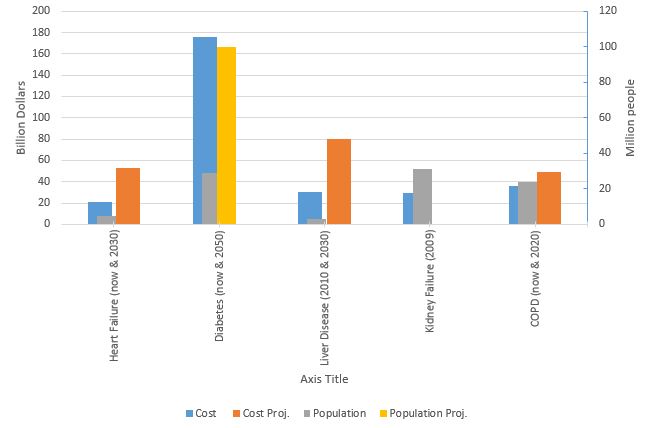 200
180
160
140
120
100
80
60
40
20
0
Billion Dollars
120
100
80
60
40
20
0
Million people
Heart Failure (now & 2030)
Diabetes (now & 2050)
Liver Disease (2010 & 2030)
Kidney Failure (2009)
COPD (now & 2020)
Axis Title
Cost Cost Proj. Population Population Proj.